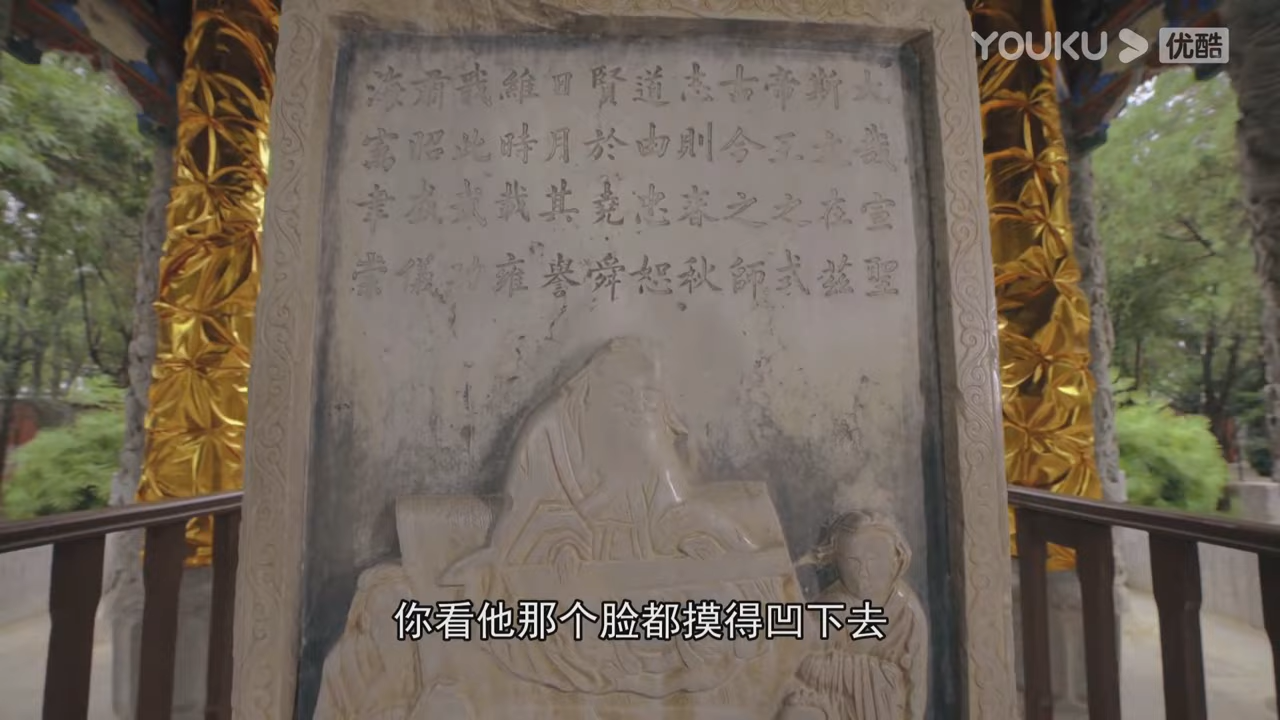 大哉宣聖
斯文在茲
帝王之式
古今之師
志則春秋
道由忠恕
賢於堯舜
日月其譽
維時載雍
戢此武功
肅昭盛儀
海寓聿崇
YOUKU 优酷
你看他那个脸都摸得凹下去